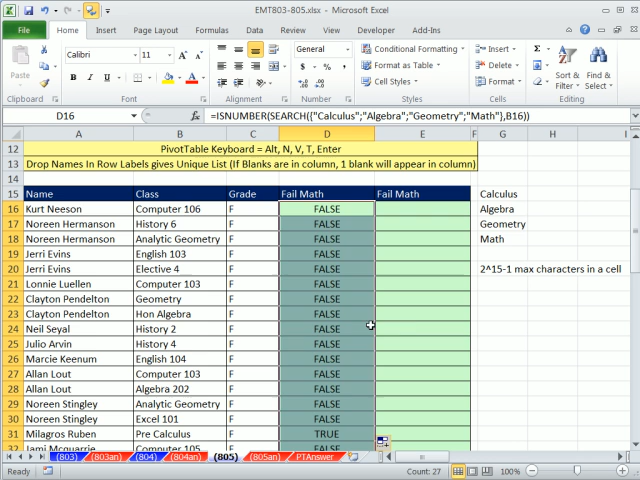 EMT803-805.xlsx - Microsoft Excel
File Home Insert Page Layout Formulas Data Review View Developer Add-Ins
Paste Calibri 11 General Conditional Formatting Insert Σ
B I U $ % , Format as Table Delete Sort & Filter Find & Select
Cell Styles Format
Clipboard Font Alignment Number Styles Cells Editing
D16 fx =ISNUMBER(SEARCH({"Calculus";"Algebra";"Geometry";"Math"},B16))
A B C D E F G H I
12 PivotTable Keyboard = Alt, N, V, T, Enter
13 Drop Names In Row Labels gives Unique List (If Blanks are in column, 1 blank will appear in column)
14
15 Name Class Grade Fail Math Fail Math Calculus
16 Kurt Neeson Computer 106 F FALSE Algebra
17 Noreen Hermanson History 6 F FALSE Geometry
18 Noreen Hermanson Analytic Geometry F FALSE Math
19 Jerri Evins English 103 F FALSE
20 Jerri Evins Elective 4 F FALSE 2^15-1 max characters in a cell
21 Lonnie Luellen Computer 103 F FALSE
22 Clayton Pendelton Geometry F FALSE
23 Clayton Pendelton Hon Algebra F FALSE
24 Neil Seyal History 2 F FALSE
25 Julio Arvin History 4 F FALSE
26 Marcie Keenum English 104 F FALSE
27 Allan Lout Computer 103 F FALSE
28 Allan Lout Algebra 202 F FALSE
29 Noreen Stingley Analytic Geometry F FALSE
30 Noreen Stingley Excel 101 F FALSE
31 Milagros Ruben Pre Calculus F TRUE
32 Jami Mcquarrie Computer 105 F FALSE
(803) (803an) (804) (804an) (805) (805an) PTAnswer
Ready Count: 27 100%